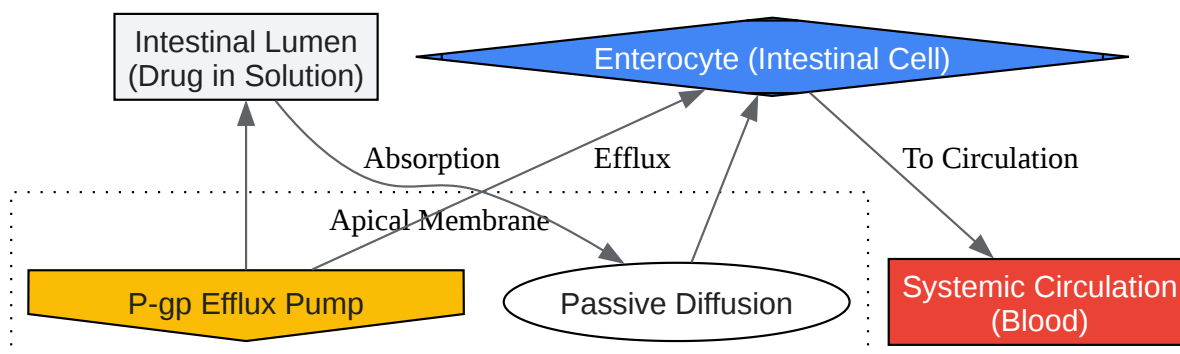 Intestinal Lumen
(Drug in Solution)
Enterocyte (Intestinal Cell)
Absorption
Efflux
To Circulation
Apical Membrane
P-gp Efflux Pump
Passive Diffusion
Systemic Circulation
(Blood)